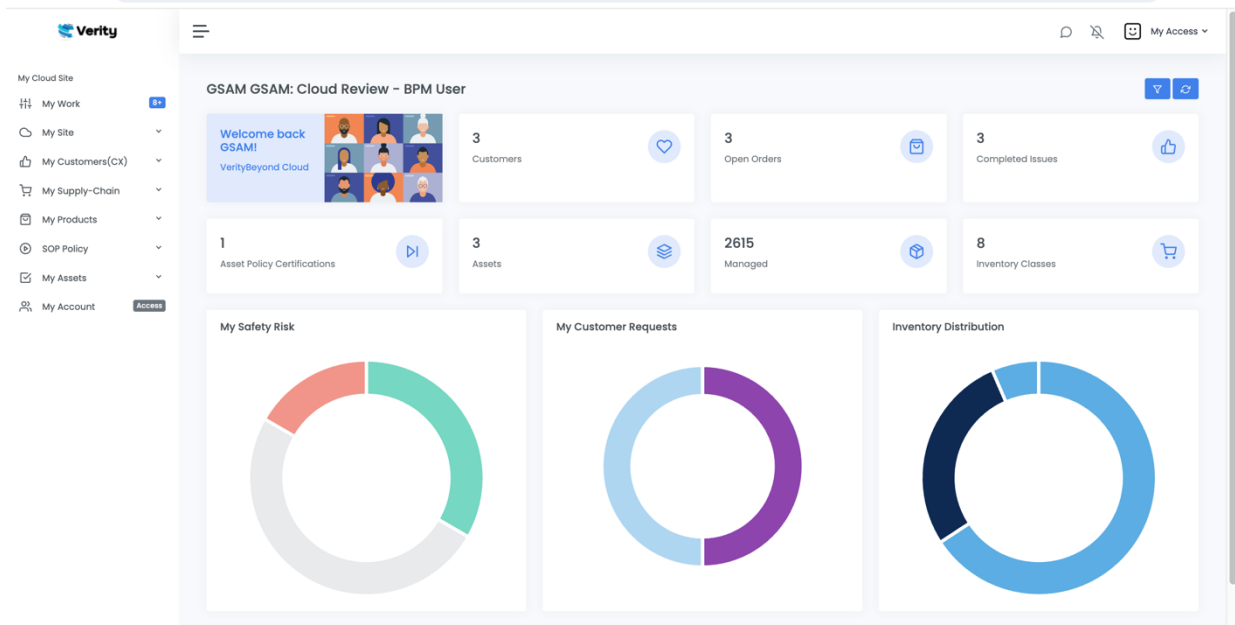 Verity
My Access
My Cloud Site
My Work
8+
My Site
My Customers(CX)
My Supply-Chain
My Products
SOP Policy
My Assets
My Account
Access
GSAM GSAM: Cloud Review - BPM User
Welcome back
GSAM!
VerityBeyond Cloud
3
Customers
3
Open Orders
3
Completed Issues
1
Asset Policy Certifications
3
Assets
2615
Managed
8
Inventory Classes
My Safety Risk
My Customer Requests
Inventory Distribution